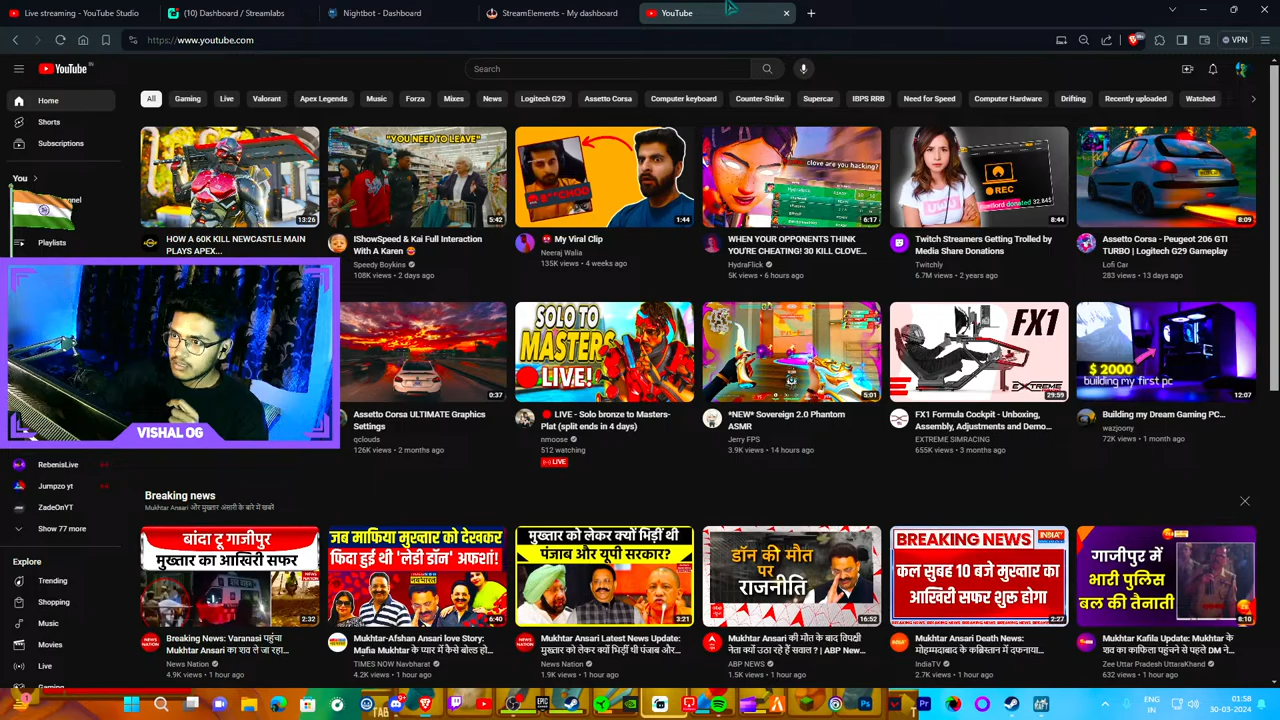 Live streaming - YouTube Studio
(10) Dashboard / Streamlabs
Nightbot - Dashboard
StreamElements - My dashboard
YouTube
https://www.youtube.com
VPN
YouTube IN
Search
Home
Shorts
Subscriptions
You
Playlists
All
Gaming
Live
Valorant
Apex Legends
Music
Forza
Mixes
News
Logitech G29
Assetto Corsa
Computer keyboard
Counter-Strike
Supercar
IBPS RRB
Need for Speed
Computer Hardware
Drifting
Recently uploaded
Watched
13:26
HOW A 60K KILL NEWCASTLE MAIN
PLAYS APEX...
"YOU NEED TO LEAVE"
5:42
IShowSpeed & Kai Full Interaction
With A Karen
Speedy Boykins
108K views • 2 days ago
1:44
My Viral Clip
Neeraj Walia
135K views • 4 weeks ago
clove are you hacking?
6:17
WHEN YOUR OPPONENTS THINK
YOU'RE CHEATING! 30 KILL CLOVE...
HydraFlick
5K views • 6 hours ago
REC
donated 32,845
UWU
8:44
Twitch Streamers Getting Trolled by
Media Share Donations
Twitchly
6.7M views • 2 years ago
8:09
Assetto Corsa - Peugeot 206 GTI
TURBO | Logitech G29 Gameplay
Lofi Car
283 views • 13 days ago
VISHAL OG
0:37
Assetto Corsa ULTIMATE Graphics
Settings
qclouds
126K views • 2 months ago
SOLO TO
MASTERS
LIVE!
LIVE - Solo bronze to Masters-
Plat (split ends in 4 days)
nmoose
512 watching
LIVE
5:01
*NEW* Sovereign 2.0 Phantom
ASMR
Jerry FPS
3.9K views • 14 hours ago
FX1
EXTREME
29:59
FX1 Formula Cockpit - Unboxing,
Assembly, Adjustments and Demo...
EXTREME SIMRACING
655K views • 3 months ago
$ 2000
building my first pc
12:07
Building my Dream Gaming PC...
wazjoony
72K views • 1 month ago
RebenisLive
Jumpzo yt
ZadeOnYT
Show 77 more
Explore
Trending
Shopping
Music
Movies
Live
Gaming
Breaking news
Mukhtar Ansari और मुख़्तार अंसारी के बारे में खबरें
बांदा टू गाजीपुर
मुख्तार का आखिरी सफर
2:32
Breaking News: Varanasi पहुंचा
Mukhtar Ansari का शव ले जा रहा...
News Nation
4.9K views • 1 hour ago
जब माफिया मुख्तार को देखकर
फिदा हुई थी 'लेडी डॉन' अफशां!
6:40
Mukhtar-Afshan Ansari love Story:
Mafia Mukhtar के प्यार में कैसे बोल्ड हो...
TIMES NOW Navbharat
4.2K views • 1 hour ago
मुख्तार को लेकर क्यों भिड़ीं थी
पंजाब और यूपी सरकार?
3:21
Mukhtar Ansari Latest News Update:
मुख्तार को लेकर क्यों भिड़ीं थी पंजाब और...
News Nation
1 hour ago
डॉन की मौत
पर
राजनीति
16:52
Mukhtar Ansari की मौत के बाद विपक्षी
नेता क्यों उठा रहे हैं सवाल ? | ABP New...
ABP NEWS
1.5K views • 1 hour ago
BREAKING NEWS
INDIA
कल सुबह 10 बजे मुख्तार का
आखिरी सफर शुरू होगा
2:27
Mukhtar Ansari Death News:
मोहम्मदाबाद के कब्रिस्तान में दफनाया...
IndiaTV
2.7K views • 1 hour ago
गाजीपुर में
भारी पुलिस
बल की तैनाती
8:10
Mukhtar Kafila Update: Mukhtar के
शव का काफिला पहुंचने से पहले DM ने...
Zee Uttar Pradesh UttaraKhand
632 views • 1 hour ago
TAB
ENG
IN
01:58
30-03-2024